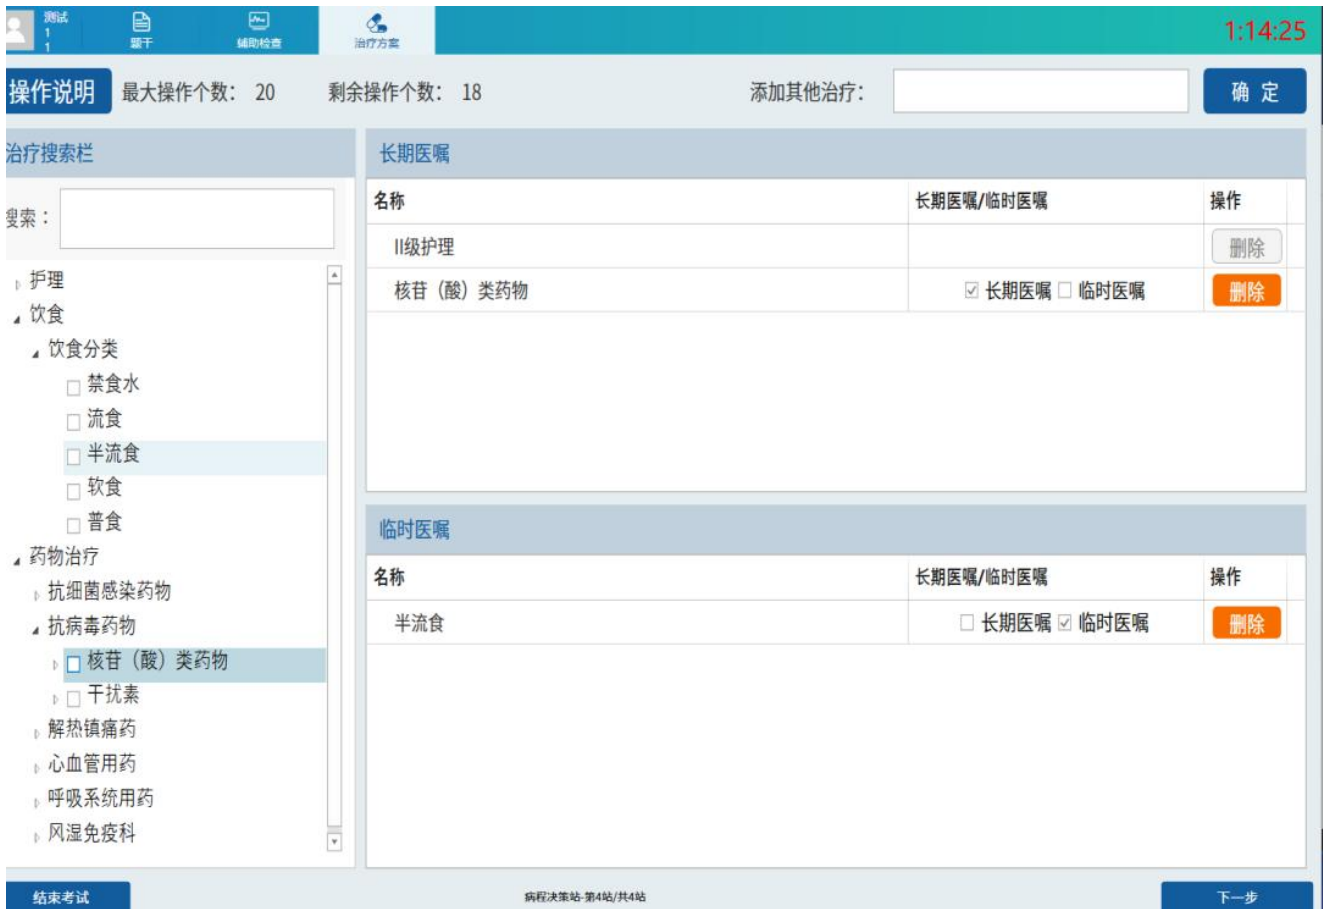 测试
1
1
题干
辅助检查
治疗方案
1:14:25
操作说明 最大操作个数： 20 剩余操作个数： 18 添加其他治疗： 确 定
治疗搜索栏
搜索：
护理
饮食
饮食分类
禁食水
流食
半流食
软食
普食
药物治疗
抗细菌感染药物
抗病毒药物
核苷（酸）类药物
干扰素
解热镇痛药
心血管用药
呼吸系统用药
风湿免疫科
长期医嘱
名称 长期医嘱/临时医嘱 操作
II级护理 删除
核苷（酸）类药物 长期医嘱 临时医嘱 删除
临时医嘱
名称 长期医嘱/临时医嘱 操作
半流食 长期医嘱 临时医嘱 删除
结束考试 病程决策站-第4站/共4站 下一步